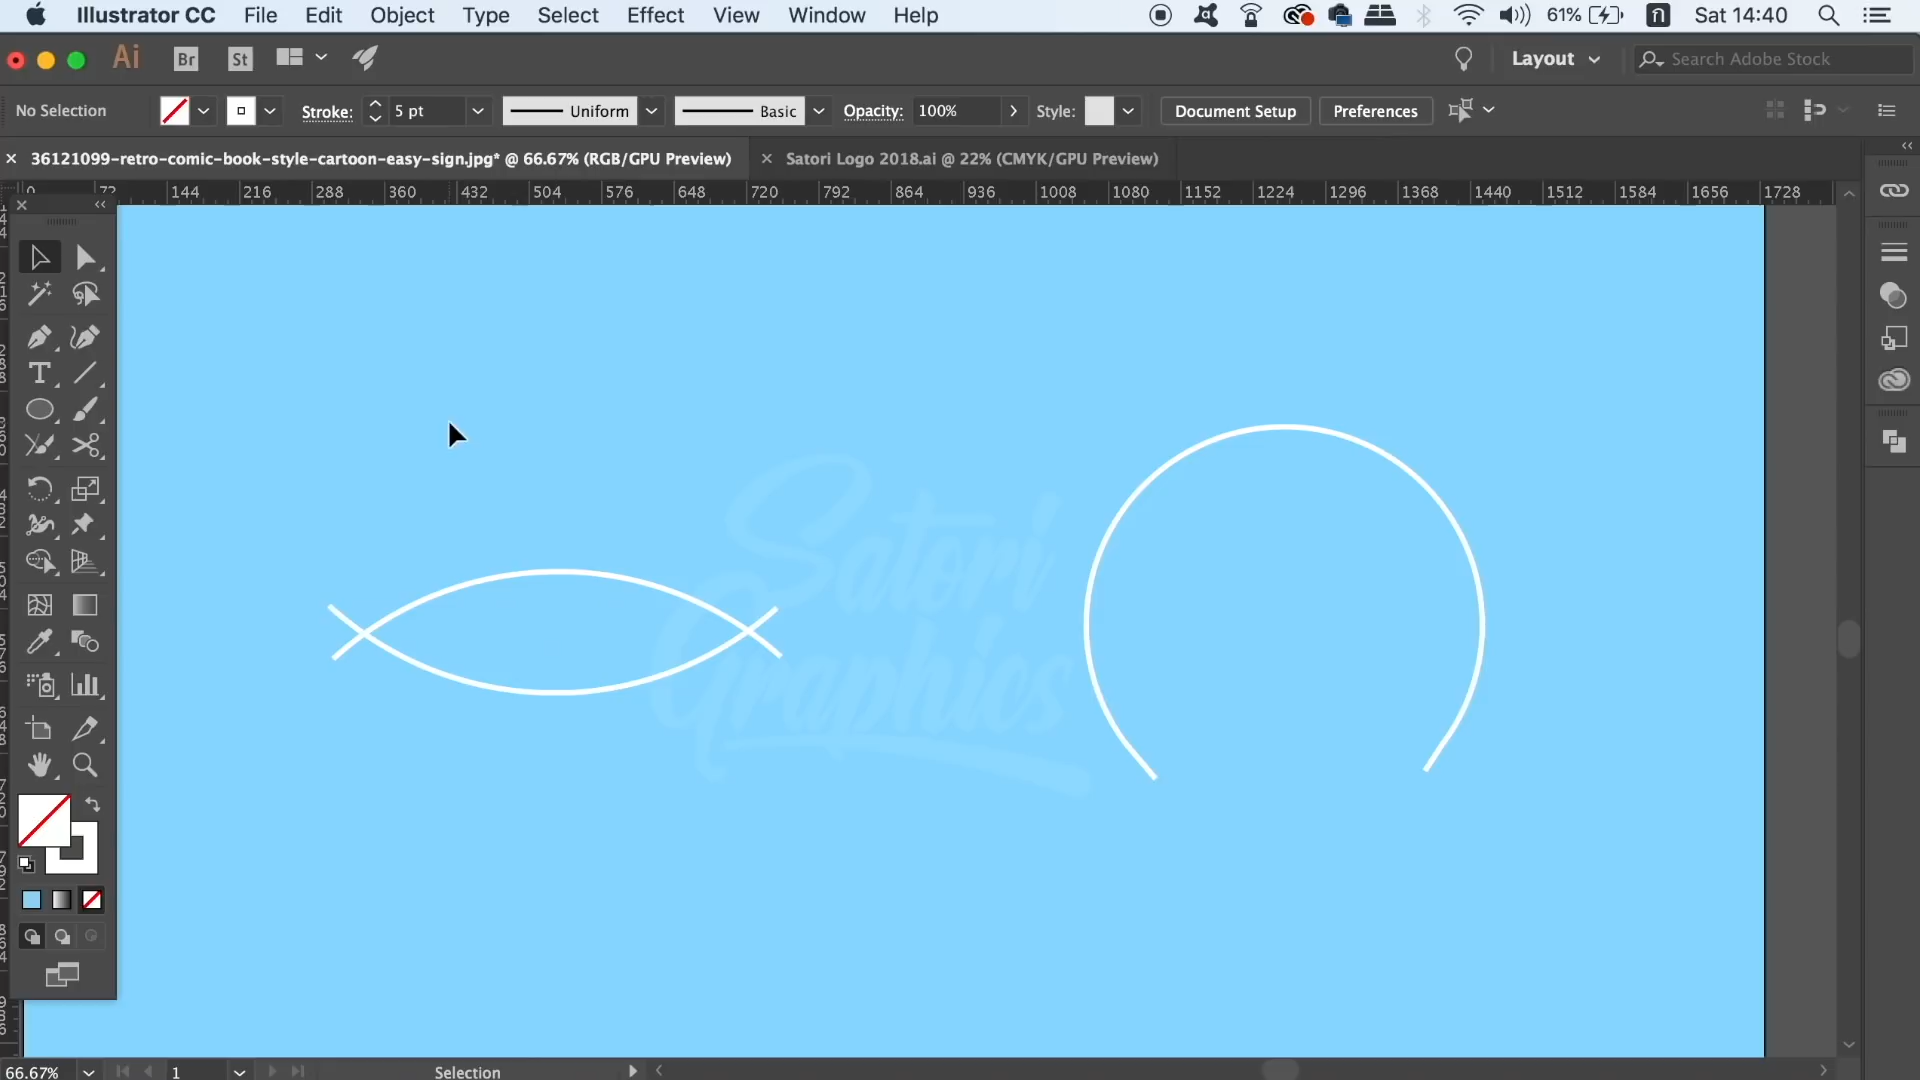 Illustrator CC File Edit Object Type Select Effect View Window Help 61% Sat 14:40
Ai Br St Layout Search Adobe Stock
No Selection Stroke: 5 pt Uniform Basic Opacity: 100% Style: Document Setup Preferences
36121099-retro-comic-book-style-cartoon-easy-sign.jpg* @ 66.67% (RGB/GPU Preview) Satori Logo 2018.ai @ 22% (CMYK/GPU Preview)
0 72 144 216 288 360 432 504 576 648 720 792 864 936 1008 1080 1152 1224 1296 1368 1440 1512 1584 1656 1728
Satori
Graphics
66.67% 1 Selection